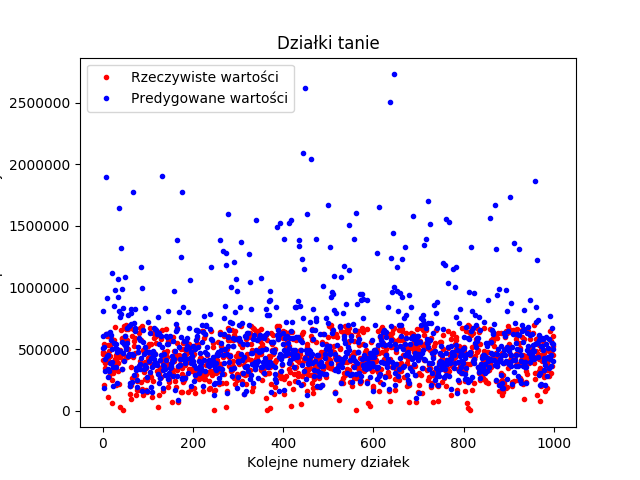 Działki tanie
Rzeczywiste wartości
Predygowane wartości
2500000
2000000
1500000
1000000
500000
0
0 200 400 600 800 1000
Kolejne numery działek